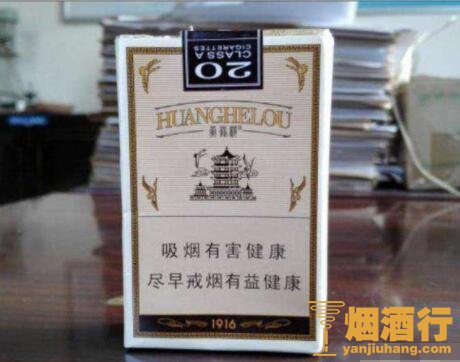 20
CLASS A
CIGARETTES
HUANGHELOU
黄鹤楼
吸烟有害健康
尽早戒烟有益健康
1916
烟酒行
yanjiuhang.com